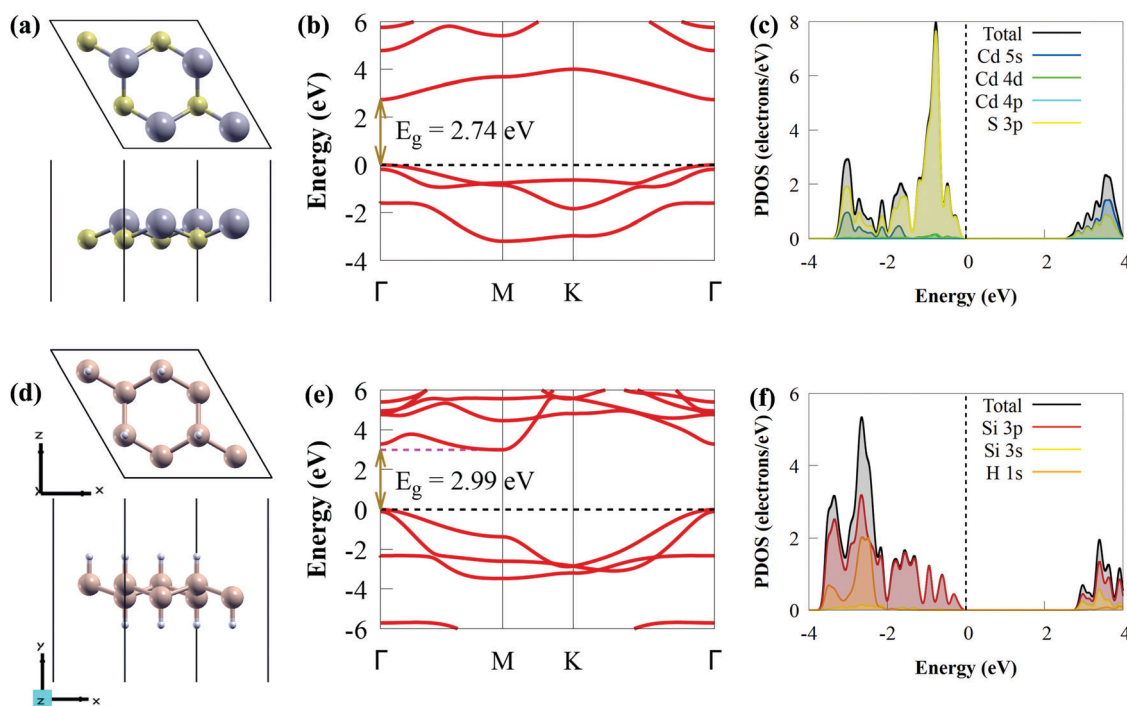 (a)
(b)
6
4
2
0
-2
-4
Energy (eV)
E_g = 2.74 eV
Γ
M
K
Γ
(c)
8
6
4
2
0
PDOS (electrons/eV)
Total
Cd 5s
Cd 4d
Cd 4p
S 3p
-4
-2
0
2
4
Energy (eV)
(d)
z
x
x
y
z
x
(e)
6
4
2
0
-2
-4
-6
Energy (eV)
E_g = 2.99 eV
Γ
M
K
Γ
(f)
6
4
2
0
PDOS (electrons/eV)
Total
Si 3p
Si 3s
H 1s
-4
-2
0
2
4
Energy (eV)